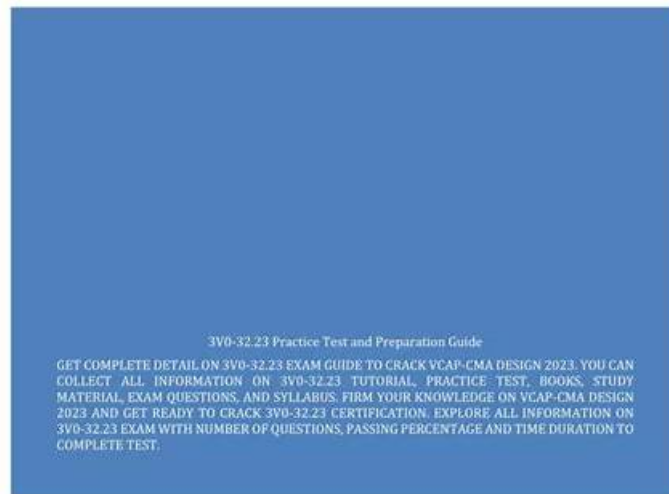 3V0-32.23 Practice Test and Preparation Guide
GET COMPLETE DETAIL ON 3V0-32.23 EXAM GUIDE TO CRACK VCAP-CMA DESIGN 2023. YOU CAN
COLLECT ALL INFORMATION ON 3V0-32.23 TUTORIAL, PRACTICE TEST, BOOKS, STUDY
MATERIAL, EXAM QUESTIONS, AND SYLLABUS. FIRM YOUR KNOWLEDGE ON VCAP-CMA DESIGN
2023 AND GET READY TO CRACK 3V0-32.23 CERTIFICATION. EXPLORE ALL INFORMATION ON
3V0-32.23 EXAM WITH NUMBER OF QUESTIONS, PASSING PERCENTAGE AND TIME DURATION TO
COMPLETE TEST.